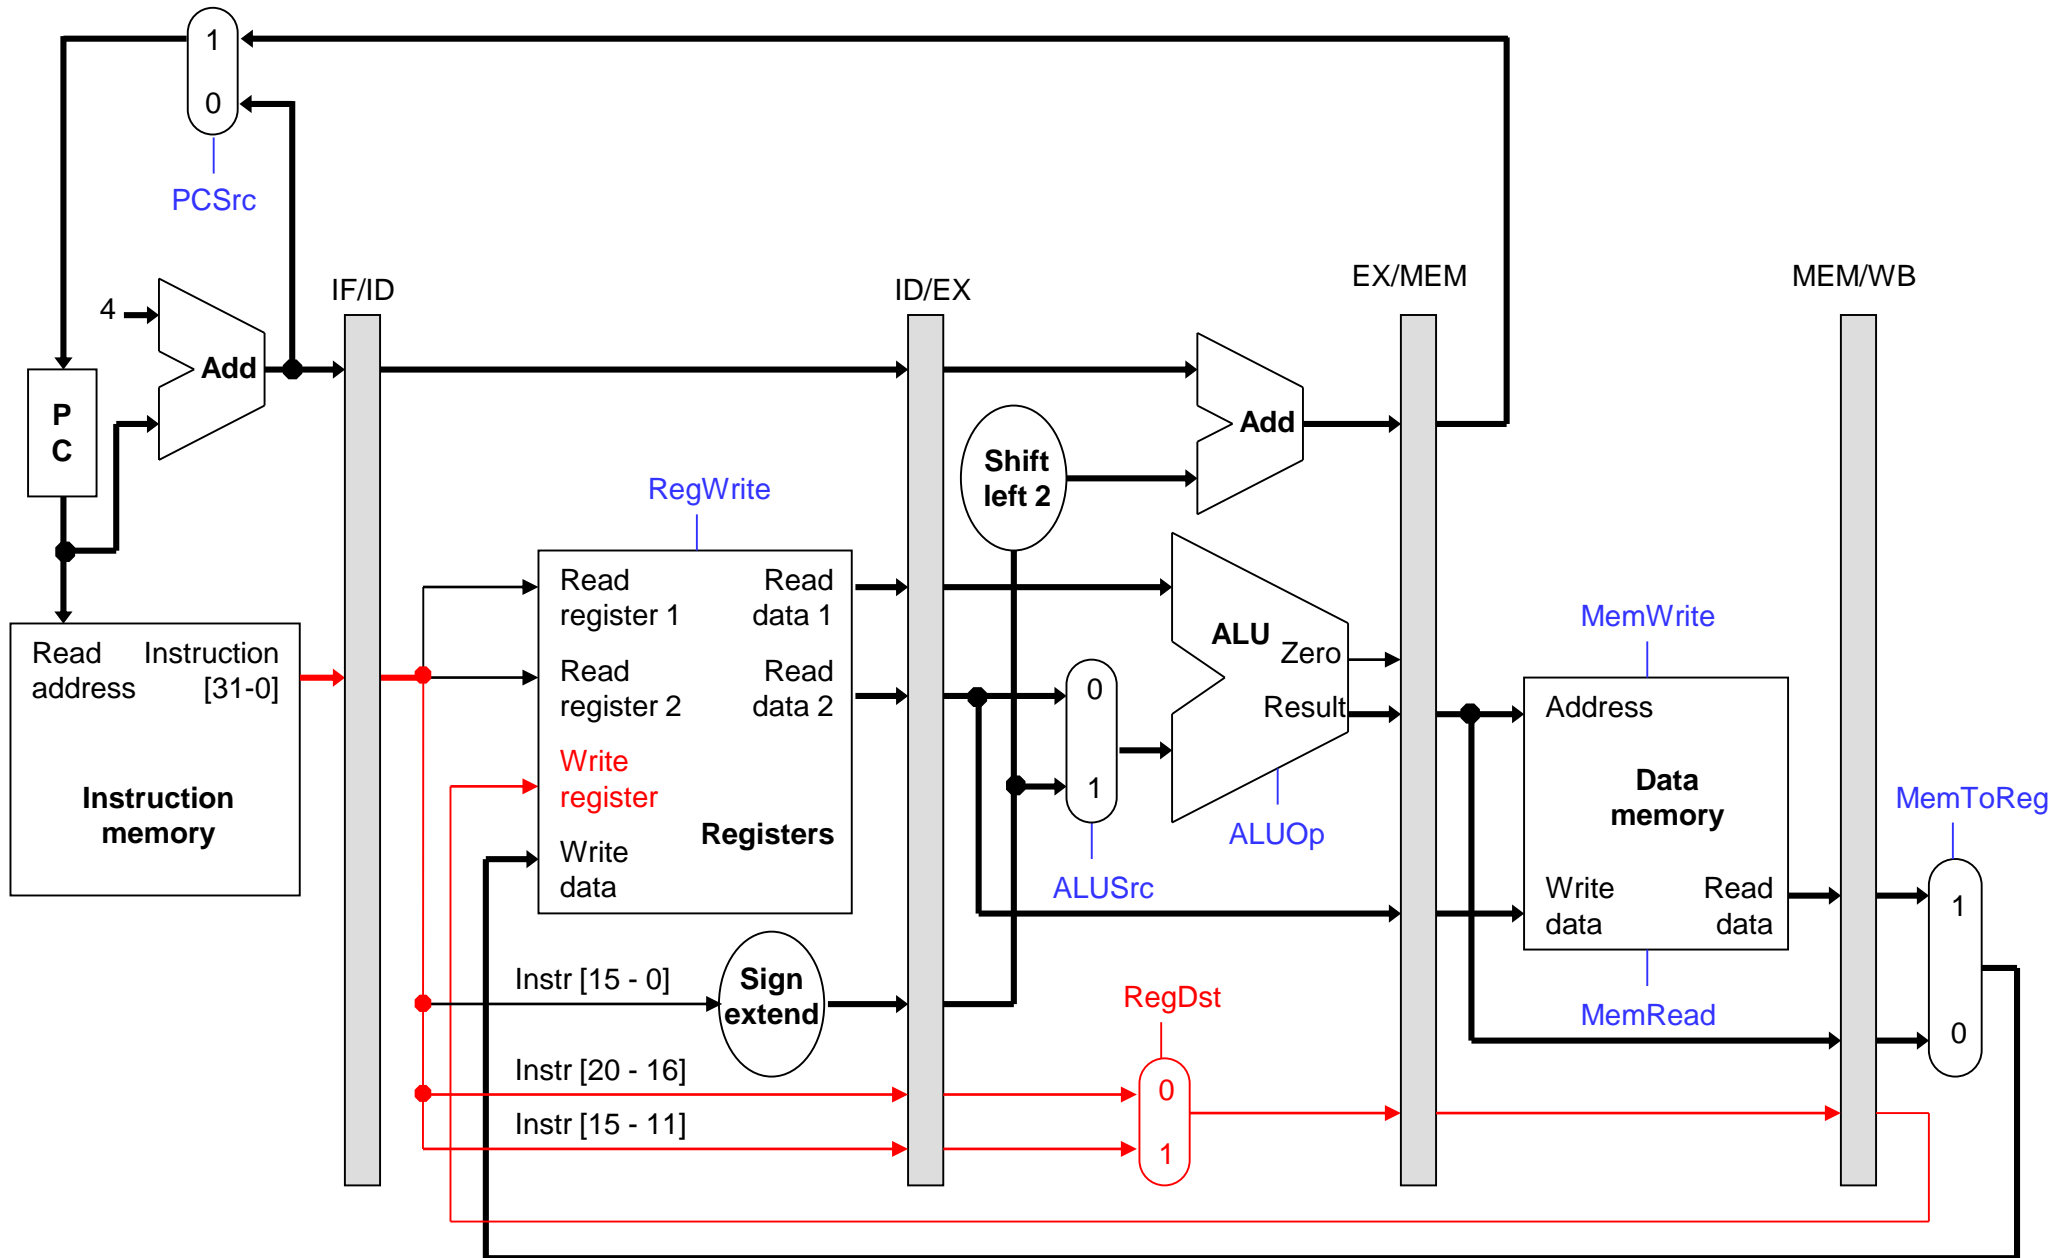 1
0
PCSrc
4
Add
P
C
IF/ID
ID/EX
EX/MEM
MEM/WB
Add
Shift
left 2
RegWrite
Read
address
Instruction
[31-0]
Instruction
memory
Read
register 1
Read
data 1
Read
register 2
Read
data 2
Write
register
Write
data
Registers
ALU
Zero
Result
ALUOp
0
1
ALUSrc
MemWrite
Address
Data
memory
Write
data
Read
data
MemRead
MemToReg
1
0
Instr [15 - 0]
Sign
extend
Instr [20 - 16]
Instr [15 - 11]
RegDst
0
1